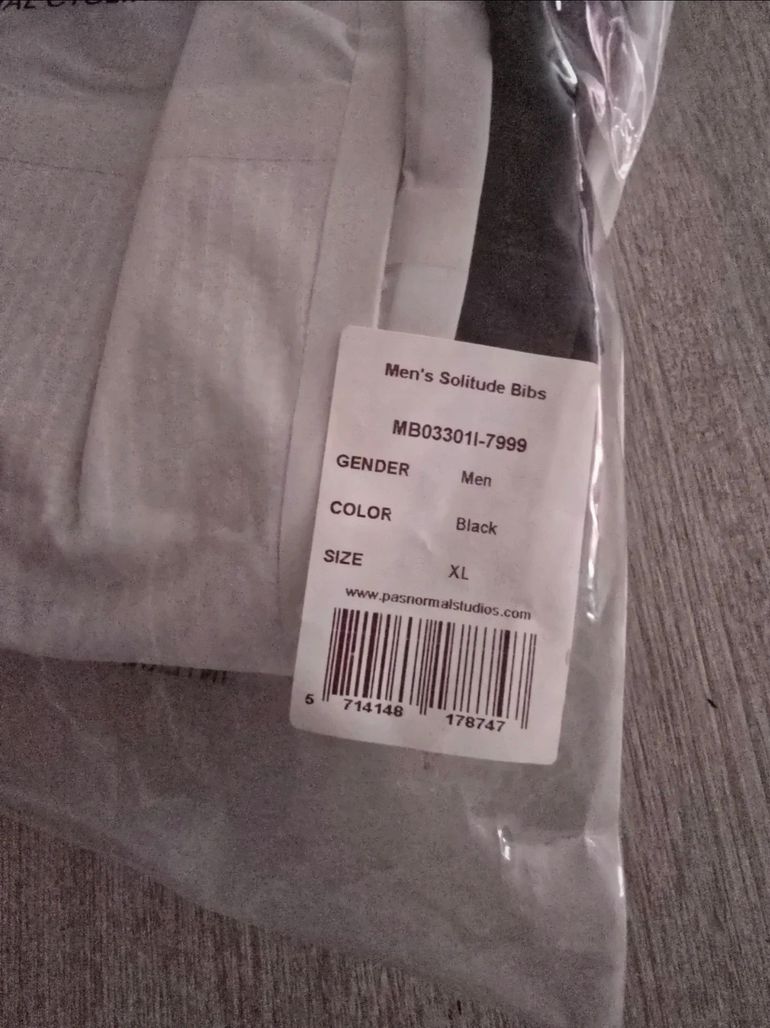 Men's Solitude Bibs
MB03301I-7999
GENDER Men
COLOR Black
SIZE XL
www.pasnormalstudios.com
5 714148 178747